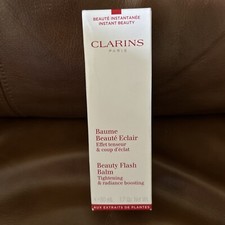 BEAUTÉ INSTANTANÉE
INSTANT BEAUTY
CLARINS
PARIS
Baume
Beauté Eclair
Effet tenseur
& coup d'éclat
Beauty Flash
Balm
Tightening
& radiance boosting
AUX EXTRAITS DE PLANTES